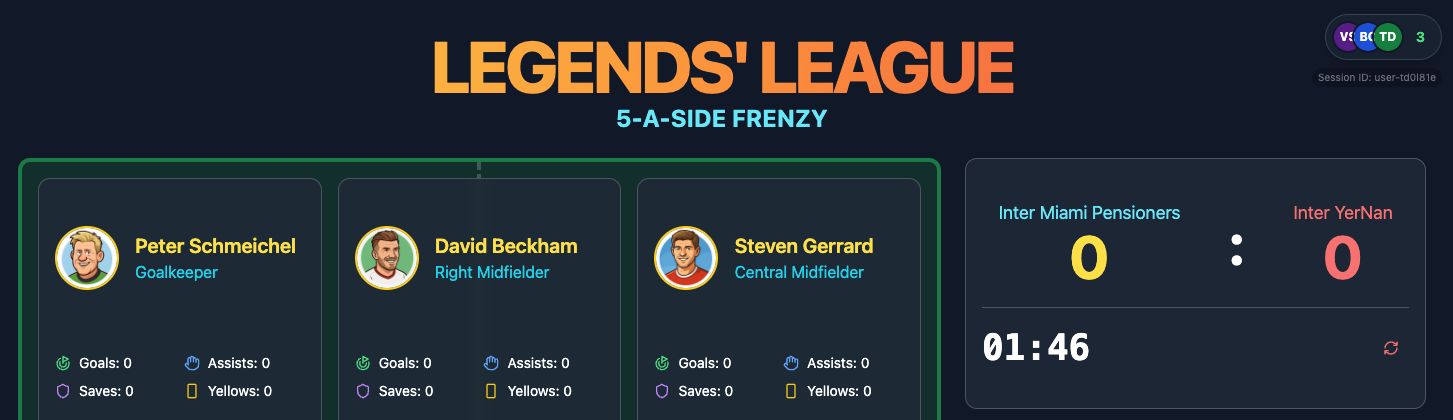 LEGENDS' LEAGUE
5-A-SIDE FRENZY
VS BC TD 3
Session ID: user-td0l81e
Peter Schmeichel
Goalkeeper
Goals: 0 Assists: 0
Saves: 0 Yellows: 0
David Beckham
Right Midfielder
Goals: 0 Assists: 0
Saves: 0 Yellows: 0
Steven Gerrard
Central Midfielder
Goals: 0 Assists: 0
Saves: 0 Yellows: 0
Inter Miami Pensioners
0
:
Inter YerNan
0
01:46